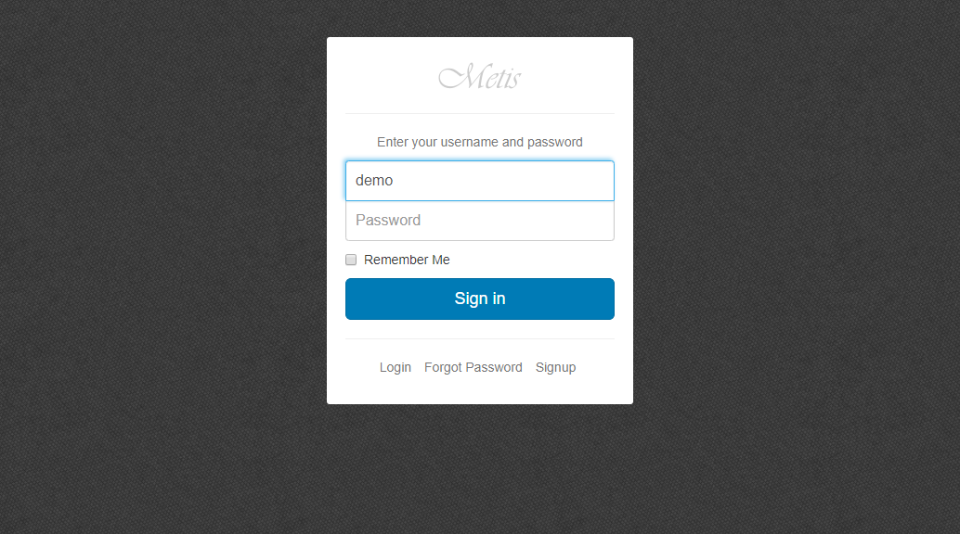 Metis
Enter your username and password
demo
Password
Remember Me
Sign in
Login Forgot Password Signup